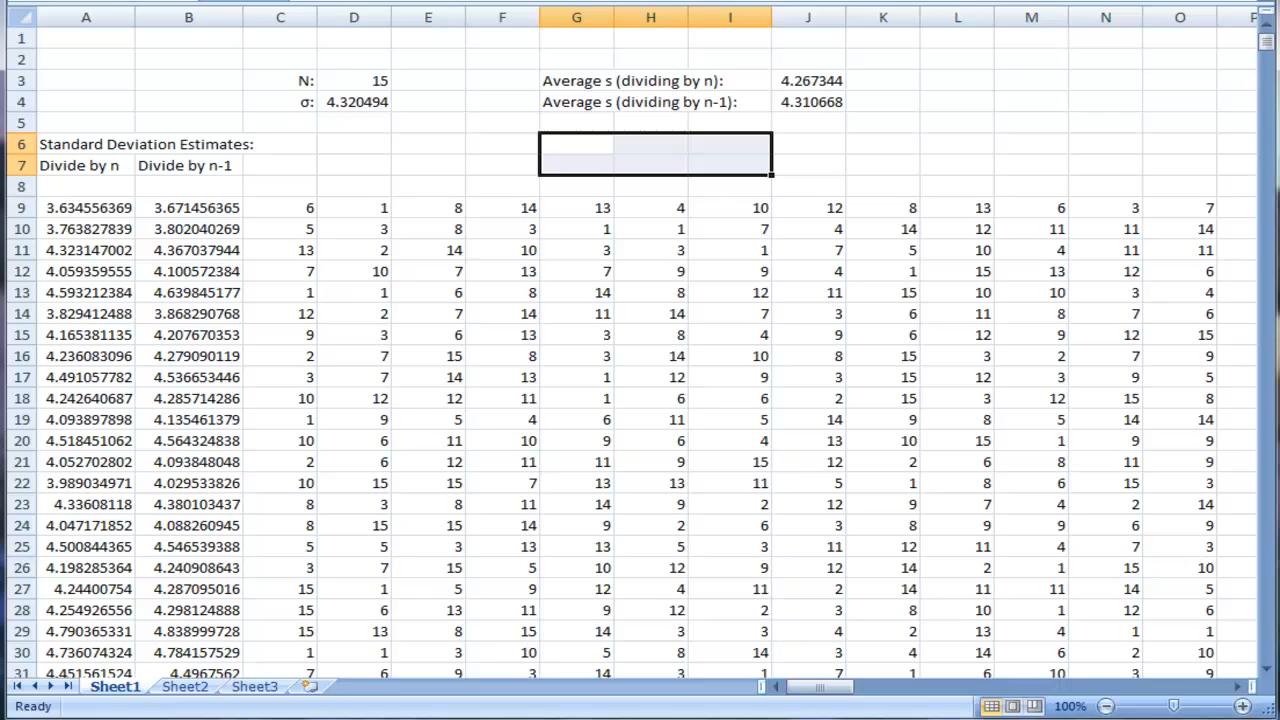 A B C D E F G H I J K L M N O P
1
2
3 N: 15 Average s (dividing by n): 4.267344
4 σ: 4.320494 Average s (dividing by n-1): 4.310668
5
6 Standard Deviation Estimates:
7 Divide by n Divide by n-1
8
9 3.634556369 3.671456365 6 1 8 14 13 4 10 12 8 13 6 3 7
10 3.763827839 3.802040269 5 3 8 3 1 1 7 4 14 12 11 11 14
11 4.323147002 4.367037944 13 2 14 10 3 3 1 7 5 10 4 11 11
12 4.059359555 4.100572384 7 10 7 13 7 9 9 4 1 15 13 12 6
13 4.593212384 4.639845177 1 1 6 8 14 8 12 11 15 10 10 3 4
14 3.829412488 3.868290768 12 2 7 14 11 14 7 3 6 11 8 7 6
15 4.165381135 4.207670353 9 3 6 13 3 8 4 9 6 12 9 12 15
16 4.236083096 4.279090119 2 7 15 8 3 14 10 8 15 3 2 7 9
17 4.491057782 4.536653446 3 7 14 13 1 12 9 3 15 12 3 9 5
18 4.242640687 4.285714286 10 12 12 11 1 6 6 2 15 3 12 15 8
19 4.093897898 4.135461379 1 9 5 4 6 11 5 14 9 8 5 14 14
20 4.518451062 4.564324838 10 6 11 10 9 6 4 13 10 15 1 9 9
21 4.052702802 4.093848048 2 6 12 11 11 9 15 12 2 6 8 11 9
22 3.989034971 4.029533826 10 15 15 7 13 13 11 5 1 8 6 15 3
23 4.33608118 4.380103437 8 3 8 11 14 9 2 12 9 7 4 2 14
24 4.047171852 4.088260945 8 15 15 14 9 2 6 3 8 9 9 6 9
25 4.500844365 4.546539388 5 5 3 13 13 5 3 11 12 11 4 7 3
26 4.198285364 4.240908643 3 7 15 5 10 12 9 12 14 2 1 15 10
27 4.24400754 4.287095016 15 1 5 9 12 4 11 2 14 11 11 14 5
28 4.254926556 4.298124888 15 6 13 11 9 12 2 3 8 10 1 12 6
29 4.790365331 4.838999728 15 13 8 15 14 3 3 4 2 13 4 1 1
30 4.736074324 4.784157529 1 1 3 10 5 8 14 3 4 14 6 2 10
31 4.451561524 4.4967562 7 6 9 3 14 3 1 7 1 6 10 3 9
Sheet1 Sheet2 Sheet3
Ready 100%